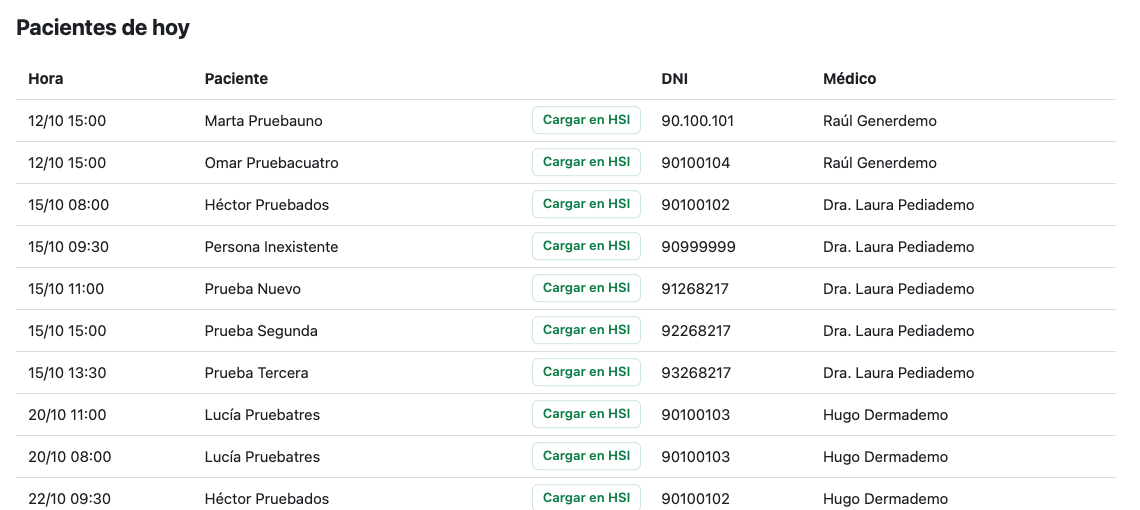 Pacientes de hoy
Hora Paciente DNI Médico
12/10 15:00 Marta Pruebauno Cargar en HSI 90.100.101 Raúl Generdemo
12/10 15:00 Omar Pruebacuatro Cargar en HSI 90100104 Raúl Generdemo
15/10 08:00 Héctor Pruebados Cargar en HSI 90100102 Dra. Laura Pediademo
15/10 09:30 Persona Inexistente Cargar en HSI 90999999 Dra. Laura Pediademo
15/10 11:00 Prueba Nuevo Cargar en HSI 91268217 Dra. Laura Pediademo
15/10 15:00 Prueba Segunda Cargar en HSI 92268217 Dra. Laura Pediademo
15/10 13:30 Prueba Tercera Cargar en HSI 93268217 Dra. Laura Pediademo
20/10 11:00 Lucía Pruebatres Cargar en HSI 90100103 Hugo Dermademo
20/10 08:00 Lucía Pruebatres Cargar en HSI 90100103 Hugo Dermademo
22/10 09:30 Héctor Pruebados Cargar en HSI 90100102 Hugo Dermademo